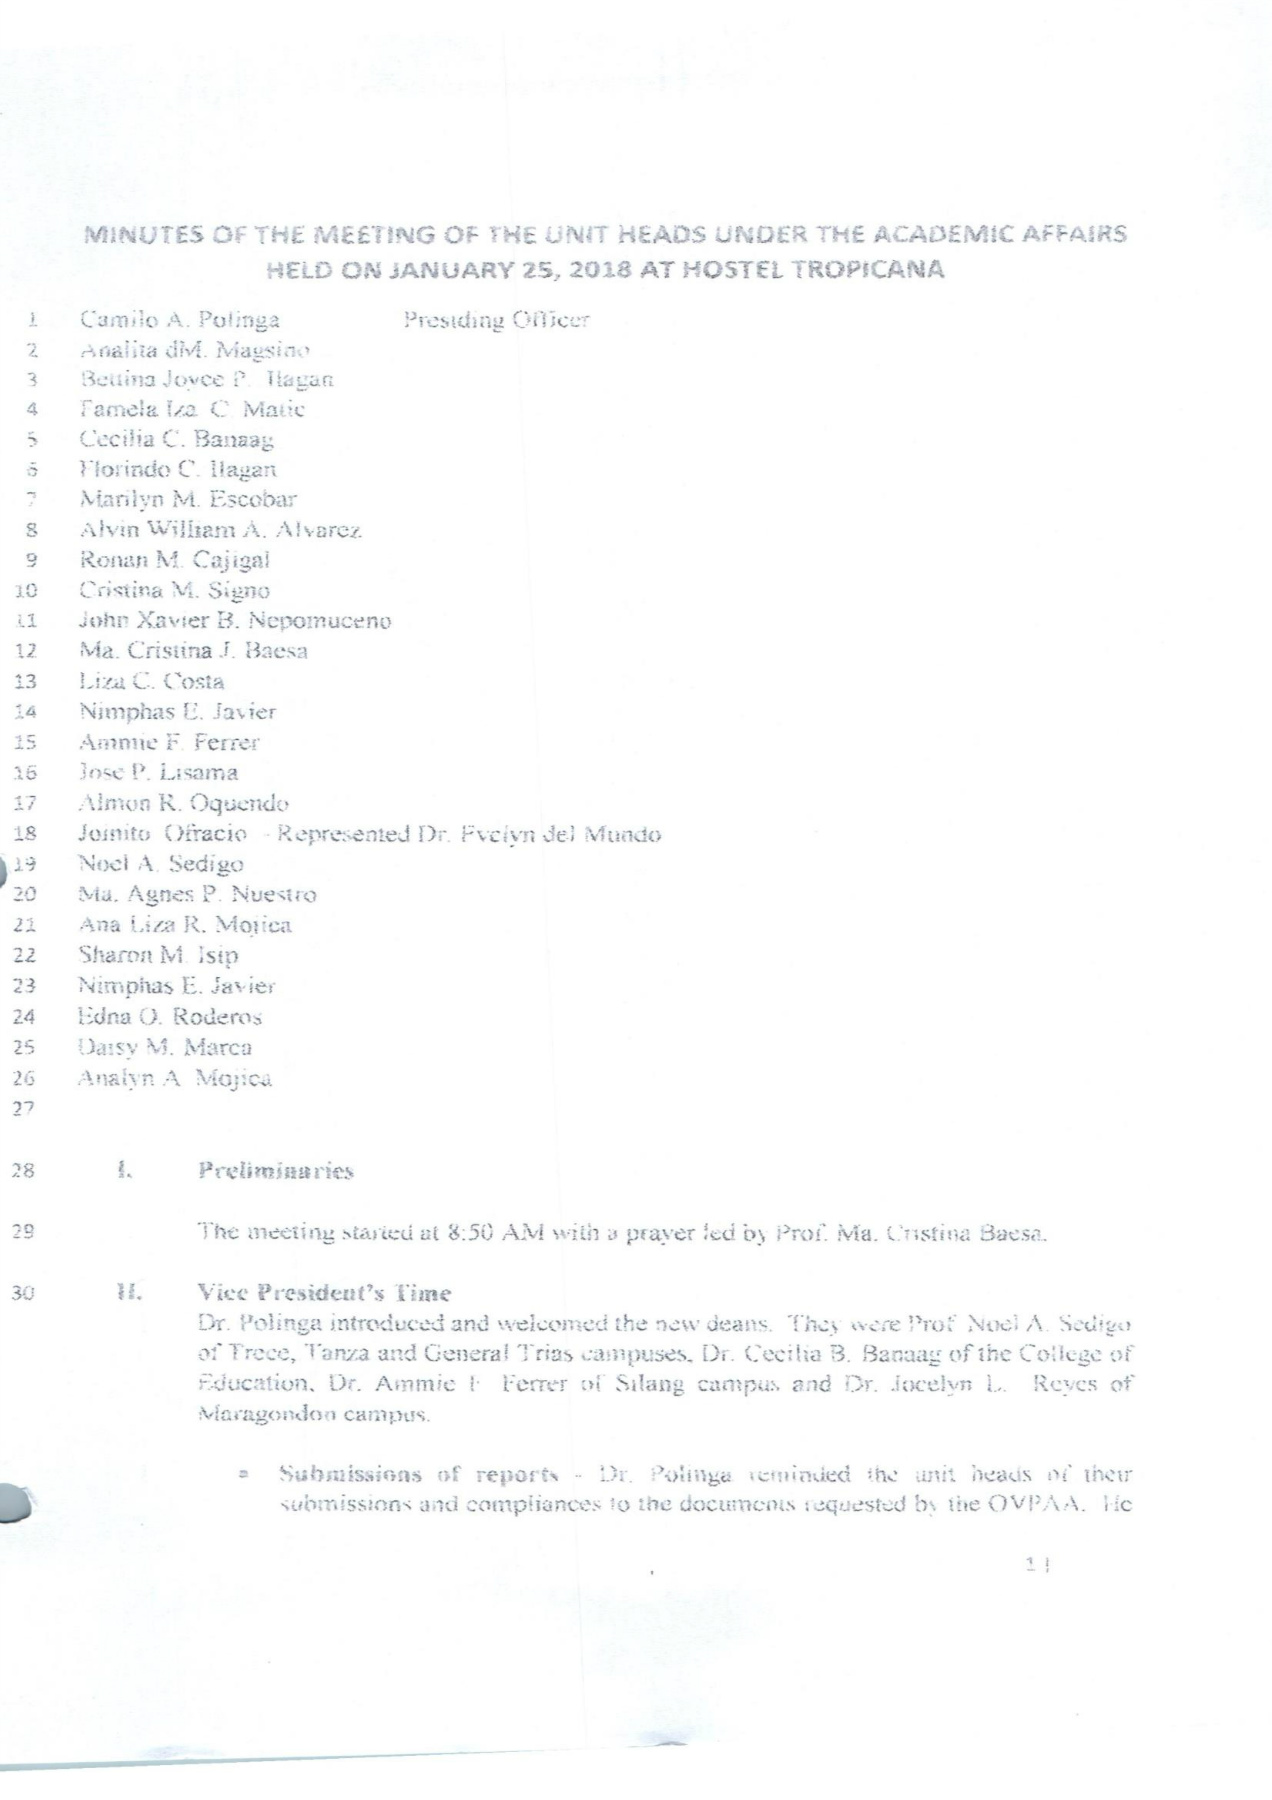 MINUTES OF THE MEETING OF THE UNIT HEADS UNDER THE ACADEMIC AFFAIRS
HELD ON JANUARY 25, 2018 AT HOSTEL TROPICANA
1 Camilo A. Polinga Presiding Officer
2 Analita dM. Magsino
3 Bettina Joyce P. Ilagan
4 Famela Iza C. Matic
5 Cecilia C. Banaag
6 Florindo C. Ilagan
7 Marilyn M. Escobar
8 Alvin William A. Alvarez
9 Ronan M. Cajigal
10 Cristina M. Signo
11 John Xavier B. Nepomuceno
12 Ma. Cristina J. Baesa
13 Liza C. Costa
14 Nimphas E. Javier
15 Ammie F. Ferrer
16 Jose P. Lisama
17 Almon R. Oquendo
18 Jomito Ofracio - Represented Dr. Evelyn del Mundo
19 Noel A. Sedigo
20 Ma. Agnes P. Nuestro
21 Ana Liza R. Mojica
22 Sharon M. Isip
23 Nimphas E. Javier
24 Edna O. Roderos
25 Daisy M. Marca
26 Analyn A. Mojica
27
28 I. Preliminaries
29 The meeting started at 8:50 AM with a prayer led by Prof. Ma. Cristina Baesa.
30 II. Vice President's Time
Dr. Polinga introduced and welcomed the new deans. They were Prof Noel A. Sedigo
of Trece, Tanza and General Trias campuses, Dr. Cecilia B. Banaag of the College of
Education, Dr. Ammie F. Ferrer of Silang campus and Dr. Jocelyn L. Reyes of
Maragondon campus.
▪ Submissions of reports - Dr. Polinga reminded the unit heads of their
submissions and compliances to the documents requested by the OVPAA. He
1 |